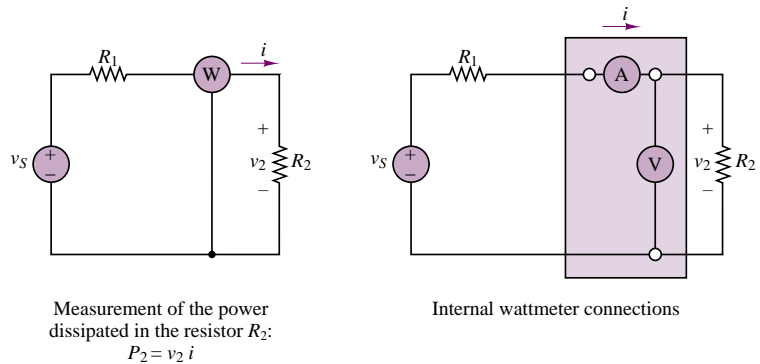 i
R1
W
i
+
v2
–
R2
vS
+
–
Measurement of the power
dissipated in the resistor R2:
P2 = v2 i
R1
A
V
+
v2
–
R2
vS
+
–
Internal wattmeter connections